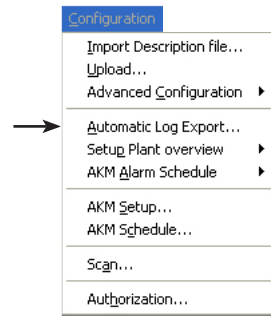 Configuration
Import Description file...
Upload...
Advanced Configuration
Automatic Log Export...
Setup Plant overview
AKM Alarm Schedule
AKM Setup...
AKM Schedule...
Scan...
Authorization...